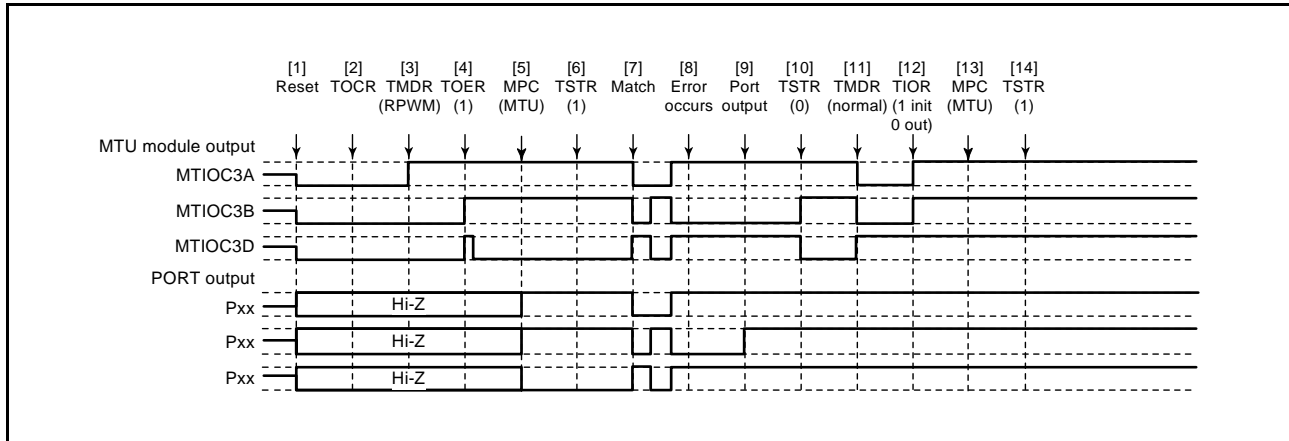 [1] [2] [3] [4] [5] [6] [7] [8] [9] [10] [11] [12] [13] [14]
Reset TOCR TMDR TOER MPC TSTR Match Error Port TSTR TMDR TIOR MPC TSTR
(RPWM) (1) (MTU) (1) occurs output (0) (normal) (1 init (MTU) (1)
0 out)
MTU module output
MTIOC3A
MTIOC3B
MTIOC3D
PORT output
Pxx Hi-Z
Pxx Hi-Z
Pxx Hi-Z